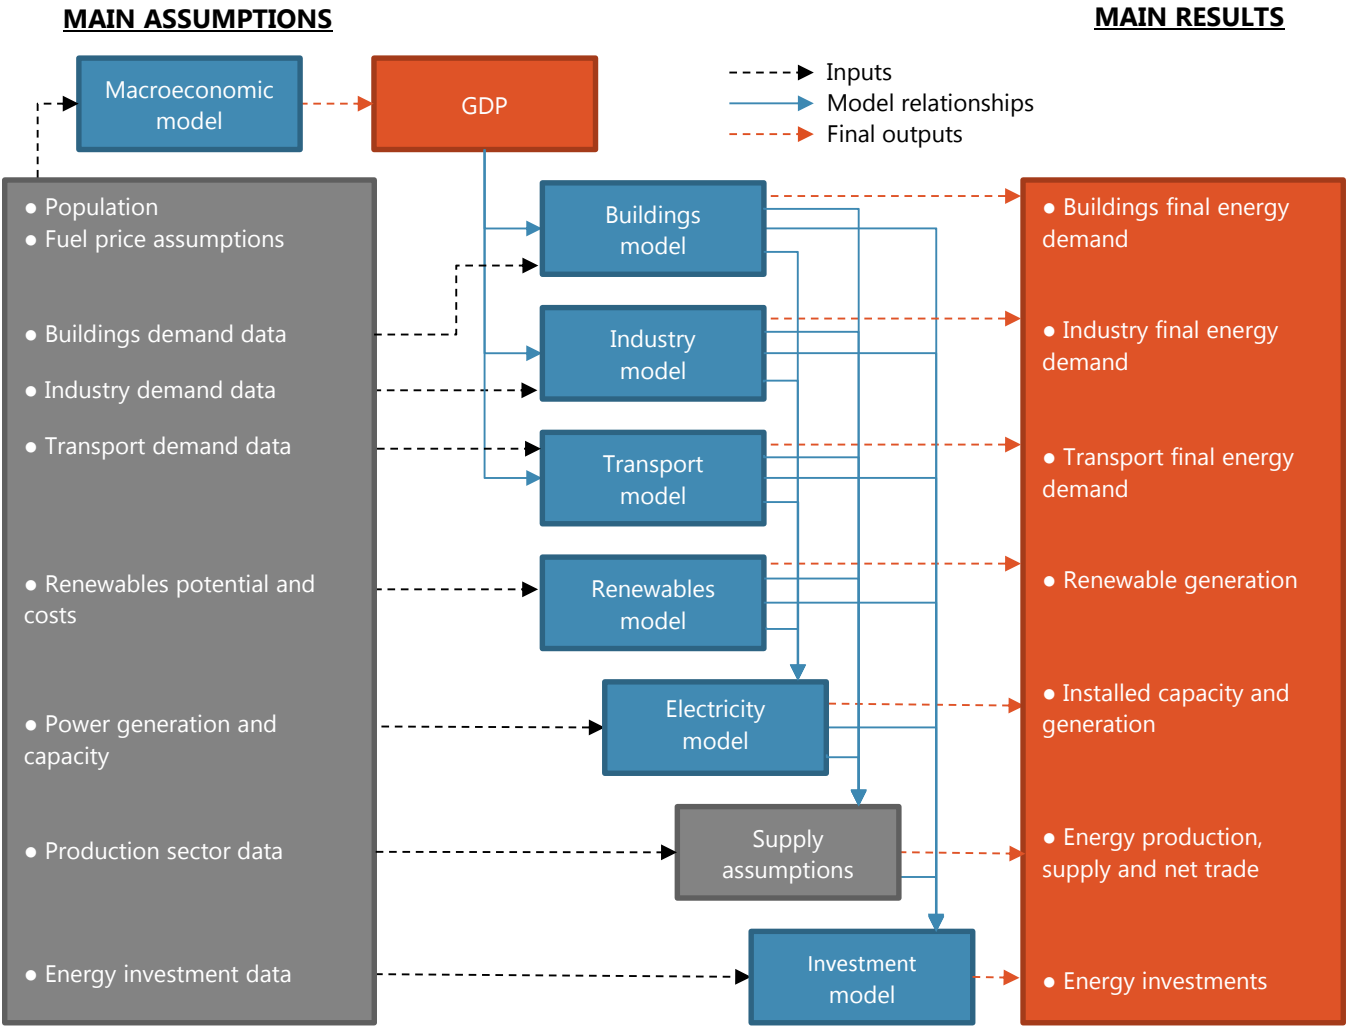 MAIN ASSUMPTIONS
MAIN RESULTS
Macroeconomic
model
GDP
Inputs
Model relationships
Final outputs
● Population
● Fuel price assumptions
● Buildings demand data
● Industry demand data
● Transport demand data
● Renewables potential and
costs
● Power generation and
capacity
● Production sector data
● Energy investment data
Buildings
model
Industry
model
Transport
model
Renewables
model
Electricity
model
Supply
assumptions
Investment
model
● Buildings final energy
demand
● Industry final energy
demand
● Transport final energy
demand
● Renewable generation
● Installed capacity and
generation
● Energy production,
supply and net trade
● Energy investments